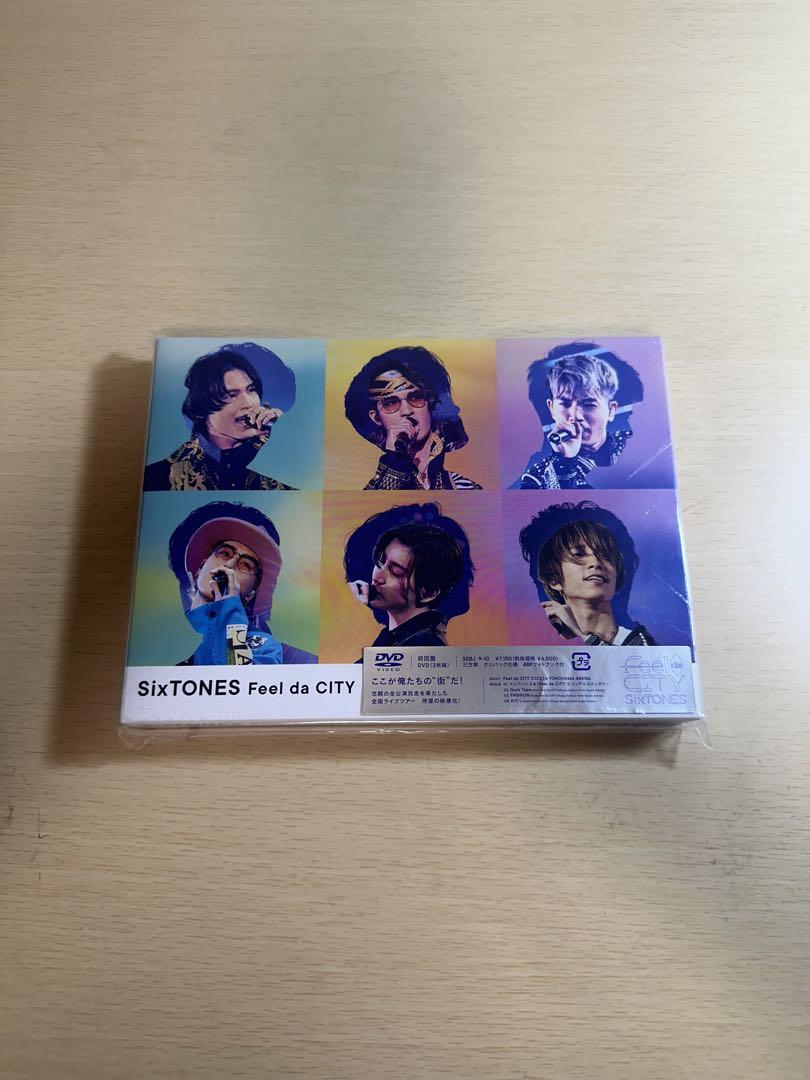 SixTONES Feel da CITY
DVD
VIDEO
初回盤
DVD(2枚組)
SEBJ 9-10 ¥7,150(税抜価格 ¥6,500)
三方背 デジパック仕様 48Pフォトブック付
ここが俺たちの"街"だ!
念願の全公演完走を果たした
全国ライブツアー 待望の映像化!
Disc1 Feel da CITY 2022.1.6 YOKOHAMA ARENA
Disc2 01 メンバーによる「Feel da CITY」ビジュアルコメンタリー
02 Gum Tape
03 FASHION
04 わたし
Feel da
CITY
SixTONES